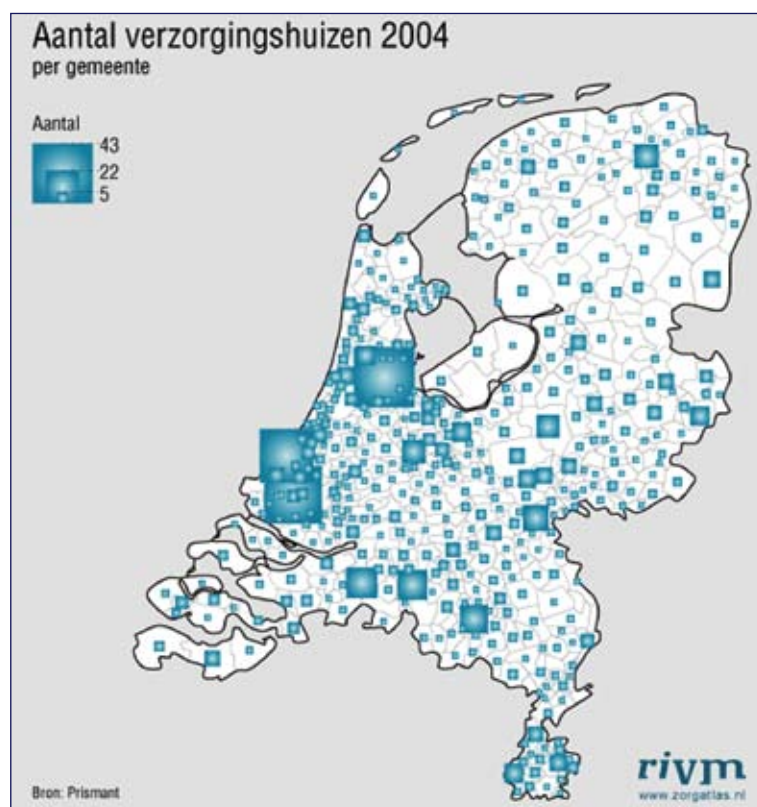 Aantal verzorgingshuizen 2004
per gemeente
Aantal
43
22
5
Bron: Prismant
rivm
www.zorgatlas.nl